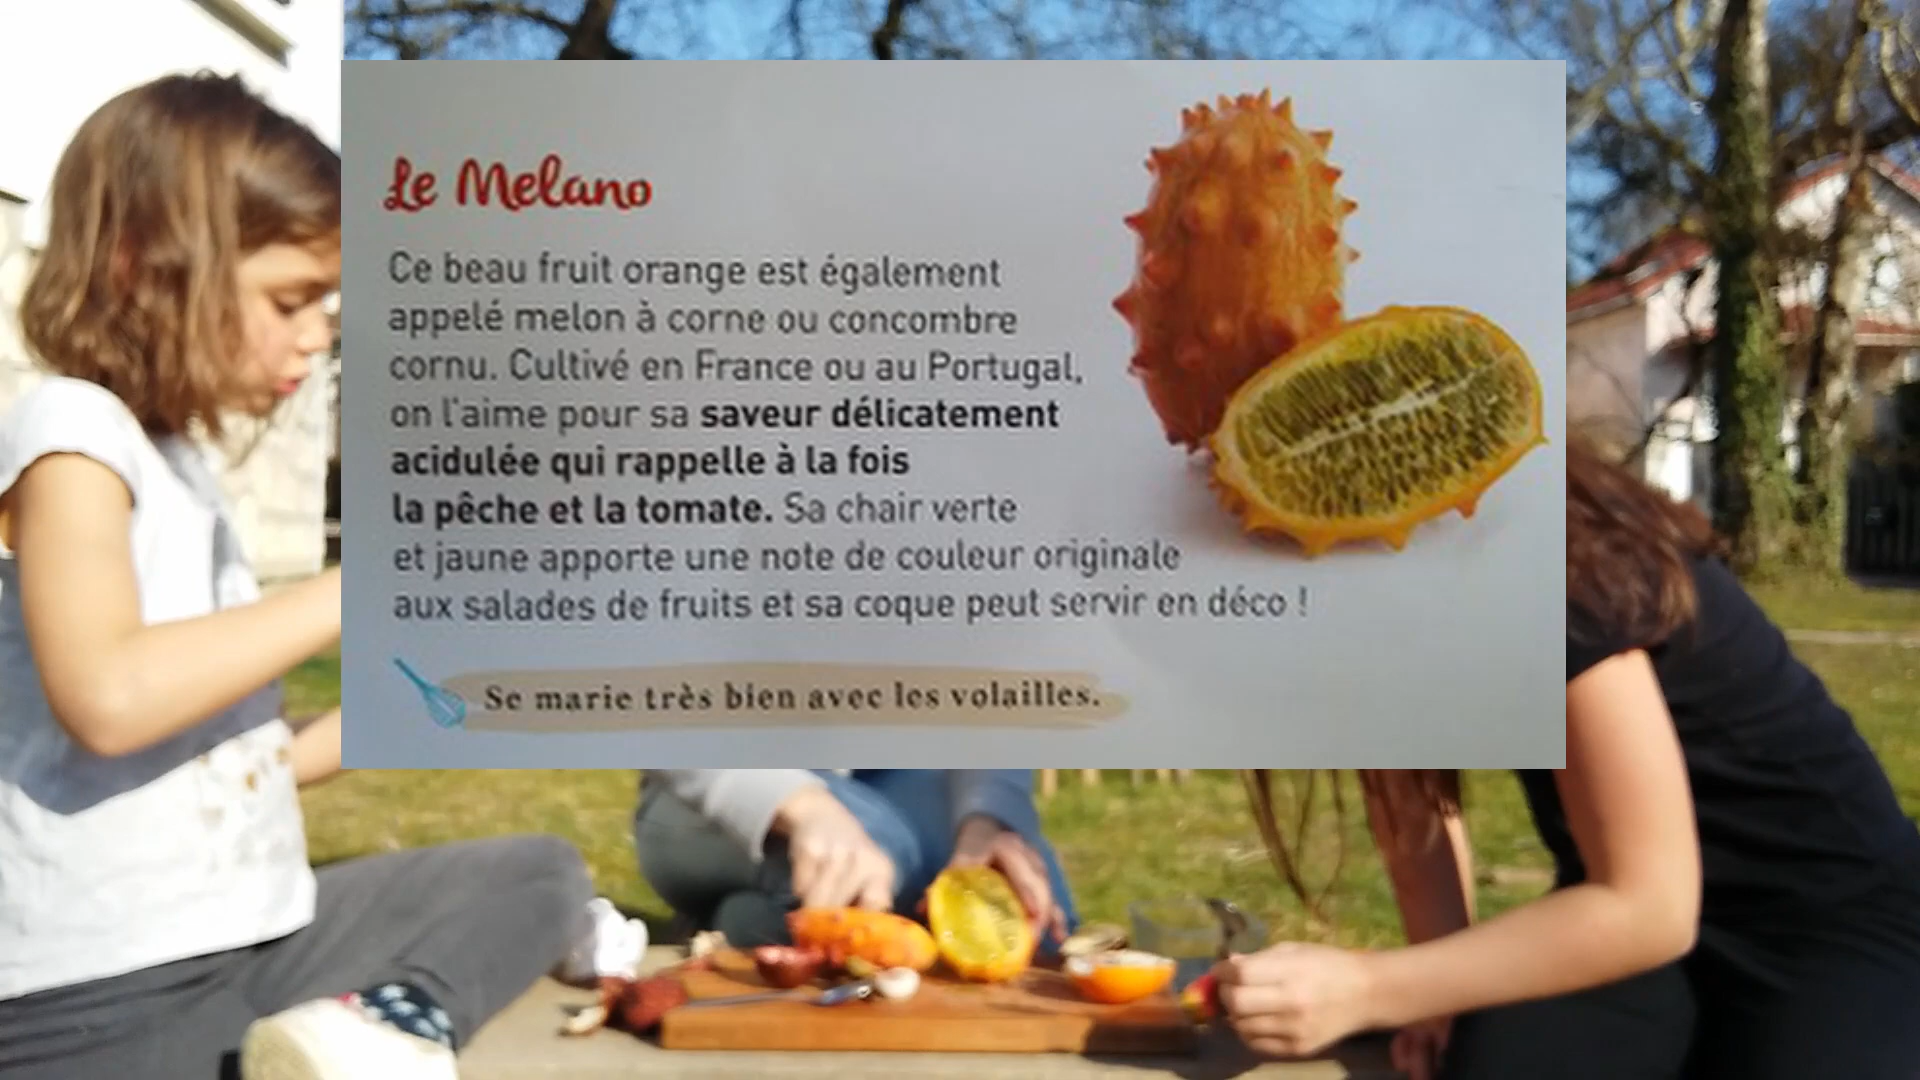 Le Melano
Ce beau fruit orange est également
appelé melon à corne ou concombre
cornu. Cultivé en France ou au Portugal,
on l'aime pour sa saveur délicatement
acidulée qui rappelle à la fois
la pêche et la tomate. Sa chair verte
et jaune apporte une note de couleur originale
aux salades de fruits et sa coque peut servir en déco !
Se marie très bien avec les volailles.